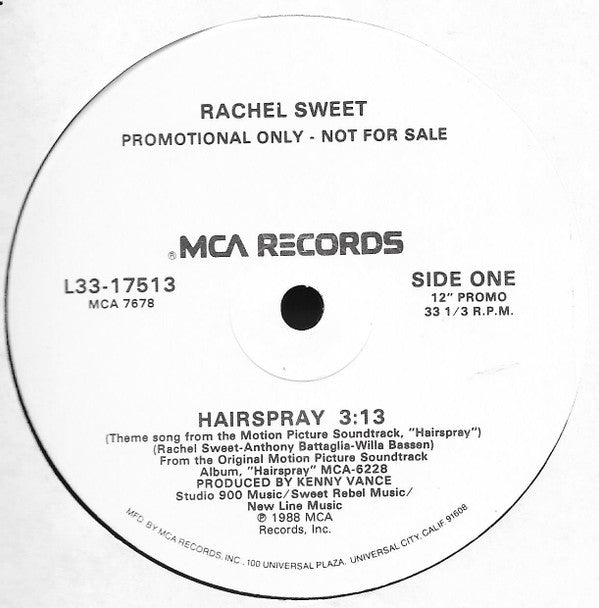 RACHEL SWEET
PROMOTIONAL ONLY - NOT FOR SALE
®MCA RECORDS
L33-17513
MCA 7678
SIDE ONE
12" PROMO
33 1/3 R.P.M.
HAIRSPRAY 3:13
(Theme song from the Motion Picture Soundtrack, "Hairspray")
(Rachel Sweet-Anthony Battaglia-Willa Bassen)
From the Original Motion Picture Soundtrack
Album, "Hairspray" MCA-6228
PRODUCED BY KENNY VANCE
Studio 900 Music/Sweet Rebel Music/
New Line Music
℗ 1988 MCA
Records, Inc.
MFD. BY MCA RECORDS, INC., 100 UNIVERSAL PLAZA, UNIVERSAL CITY, CALIF. 91608